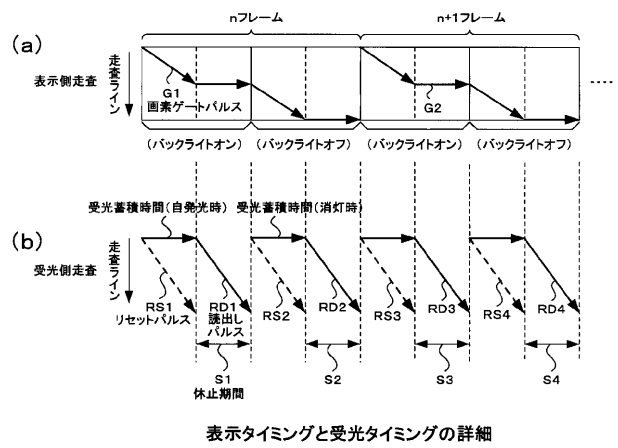 nフレーム
n+1フレーム
(a)
表示側走査
走査ライン
G1
画素ゲートパルス
G2
(バックライトオン)
(バックライトオフ)
(バックライトオン)
(バックライトオフ)
受光蓄積時間(自発光時)
受光蓄積時間(消灯時)
(b)
受光側走査
走査ライン
RS1
リセットパルス
RD1
読出し
パルス
RS2
RD2
RS3
RD3
RS4
RD4
S1
休止期間
S2
S3
S4
表示タイミングと受光タイミングの詳細